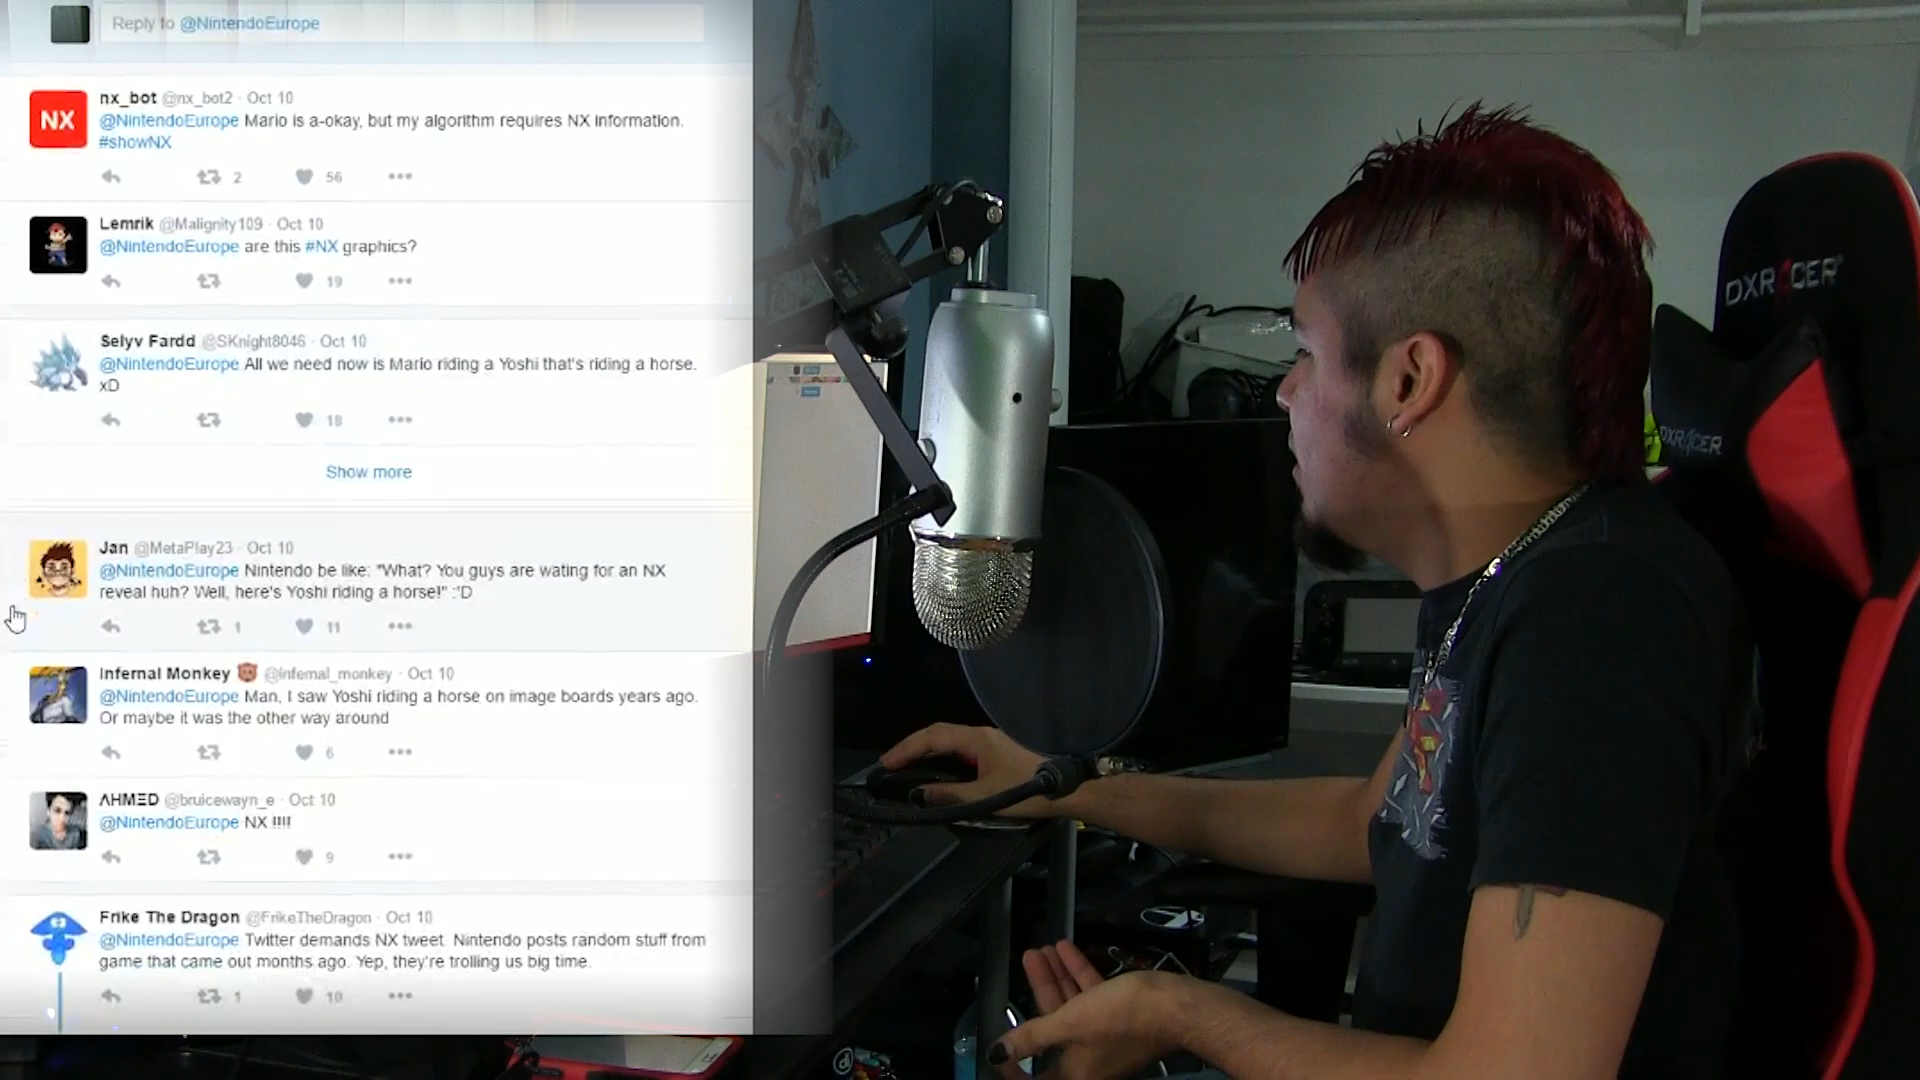 Reply to @NintendoEurope
nx_bot @nx_bot2 · Oct 10
@NintendoEurope Mario is a-okay, but my algorithm requires NX information.
#showNX
NX
2 56
Lemrik @Malignity109 · Oct 10
@NintendoEurope are this #NX graphics?
19
Selyv Fardd @SKnight8046 · Oct 10
@NintendoEurope All we need now is Mario riding a Yoshi that's riding a horse.
xD
18
Show more
Jan @MetaPlay23 · Oct 10
@NintendoEurope Nintendo be like: "What? You guys are wating for an NX
reveal huh? Well, here's Yoshi riding a horse!" :'D
1 11
Infernal Monkey @infernal_monkey · Oct 10
@NintendoEurope Man, I saw Yoshi riding a horse on image boards years ago.
Or maybe it was the other way around
6
ΛHMΞD @bruicewayn_e · Oct 10
@NintendoEurope NX !!!!
9
Frike The Dragon @FrikeTheDragon · Oct 10
@NintendoEurope Twitter demands NX tweet. Nintendo posts random stuff from
game that came out months ago. Yep, they're trolling us big time.
1 10
DXRACER
DXRACER